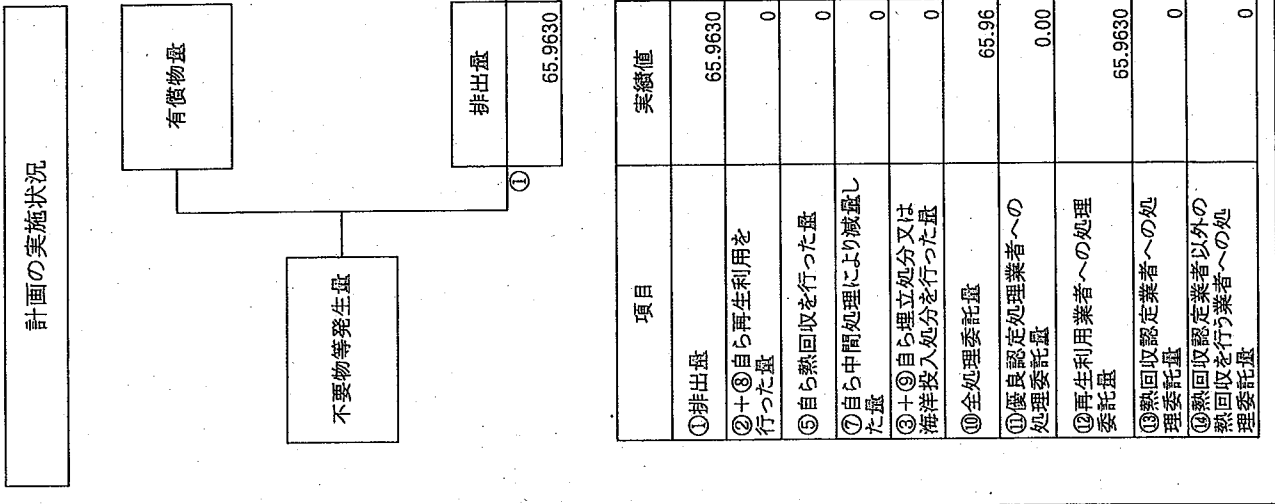 計画の実施状況
有償物量
不要物等発生量
排出量
①
65.9630
項目
実績値
①排出量
65.9630
②+⑧自ら再生利用を
行った量
0
⑤自ら熱回収を行った量
0
⑦自ら中間処理により減量し
た量
0
③+⑨自ら埋立処分又は
海洋投入処分を行った量
0
⑩全処理委託量
65.96
⑪優良認定処理業者への
処理委託量
0.00
⑫再生利用業者への処理
委託量
65.9630
⑬熱回収認定業者への処
理委託量
0
⑭熱回収認定業者以外の
熱回収を行う業者への処
理委託量
0